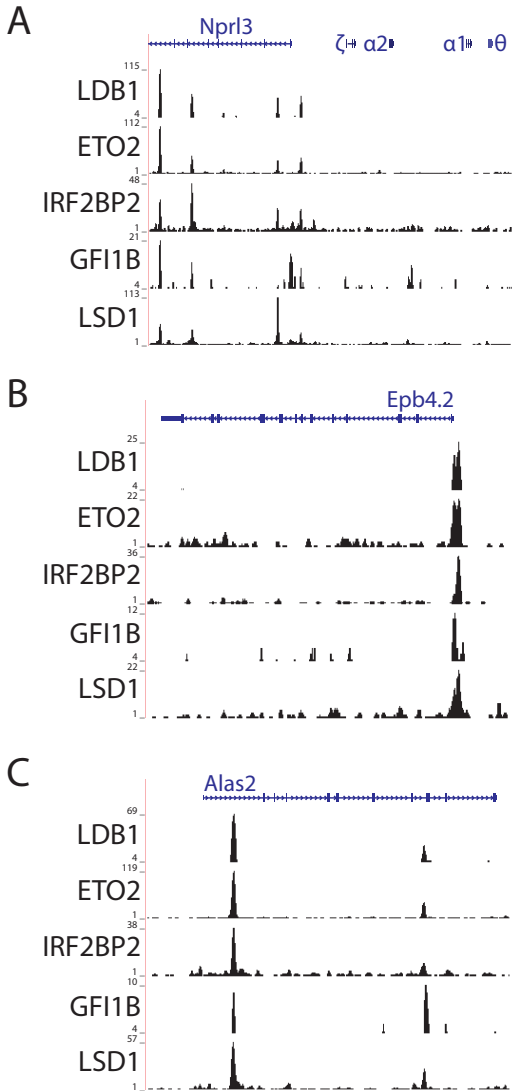 A
Nprl3
ζ α2 α1 θ
115
LDB1
4
112
ETO2
1
48
IRF2BP2
1
21
GFI1B
4
113
LSD1
1
B
Epb4.2
25
LDB1
4
22
ETO2
1
36
IRF2BP2
1
12
GFI1B
4
22
LSD1
1
C
Alas2
69
LDB1
4
119
ETO2
1
38
IRF2BP2
1
10
GFI1B
4
57
LSD1
1